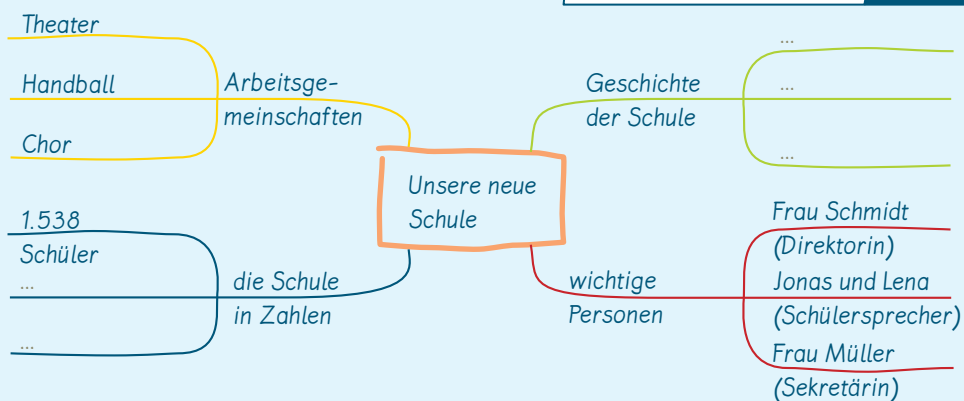 Theater
Handball
Chor
Arbeitsge-
meinschaften
Geschichte
der Schule
...
...
...
Unsere neue
Schule
1.538
Schüler
...
...
die Schule
in Zahlen
wichtige
Personen
Frau Schmidt
(Direktorin)
Jonas und Lena
(Schülersprecher)
Frau Müller
(Sekretärin)